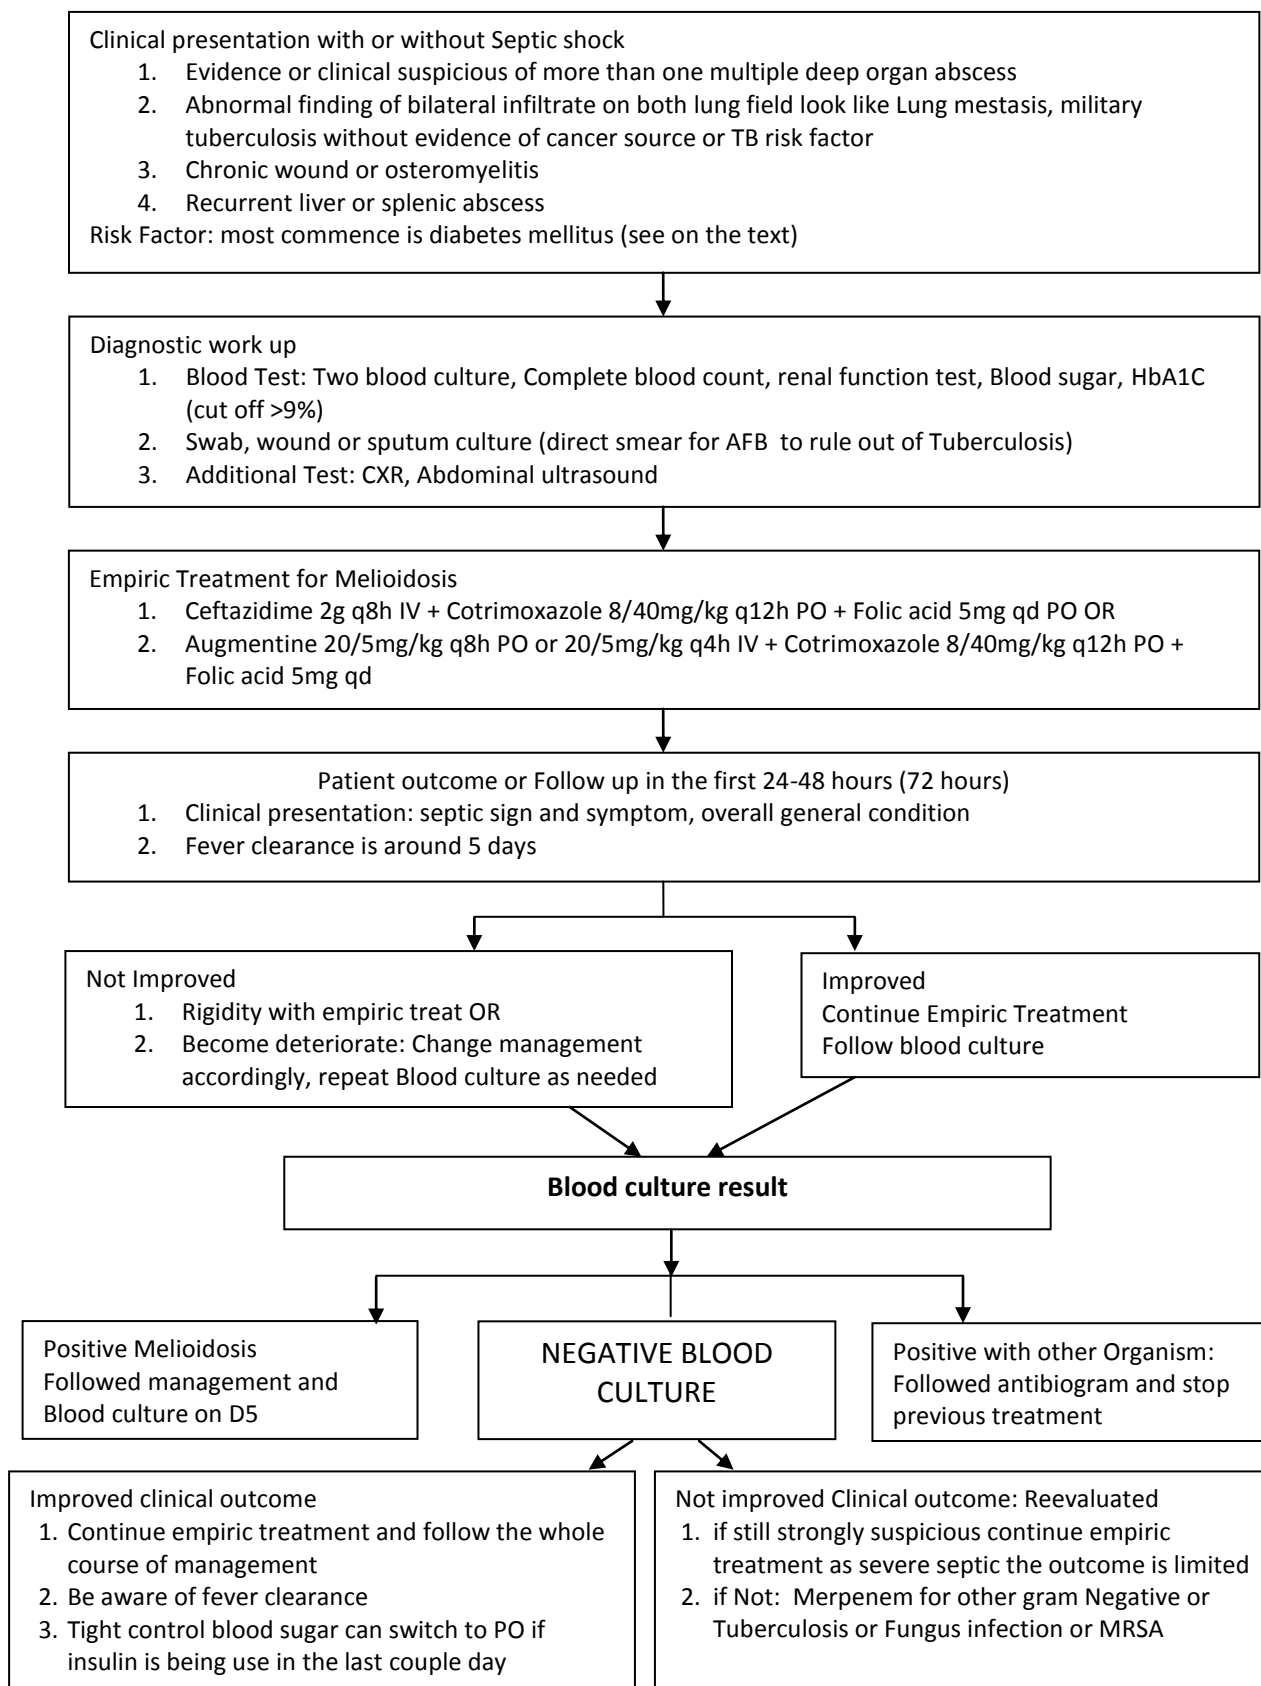 Clinical presentation with or without Septic shock
1. Evidence or clinical suspicious of more than one multiple deep organ abscess
2. Abnormal finding of bilateral infiltrate on both lung field look like Lung mestasis, military
tuberculosis without evidence of cancer source or TB risk factor
3. Chronic wound or osteromyelitis
4. Recurrent liver or splenic abscess
Risk Factor: most commence is diabetes mellitus (see on the text)
Diagnostic work up
1. Blood Test: Two blood culture, Complete blood count, renal function test, Blood sugar, HbA1C
(cut off >9%)
2. Swab, wound or sputum culture (direct smear for AFB to rule out of Tuberculosis)
3. Additional Test: CXR, Abdominal ultrasound
Empiric Treatment for Melioidosis
1. Ceftazidime 2g q8h IV + Cotrimoxazole 8/40mg/kg q12h PO + Folic acid 5mg qd PO OR
2. Augmentine 20/5mg/kg q8h PO or 20/5mg/kg q4h IV + Cotrimoxazole 8/40mg/kg q12h PO +
Folic acid 5mg qd
Patient outcome or Follow up in the first 24-48 hours (72 hours)
1. Clinical presentation: septic sign and symptom, overall general condition
2. Fever clearance is around 5 days
Not Improved
1. Rigidity with empiric treat OR
2. Become deteriorate: Change management
accordingly, repeat Blood culture as needed
Improved
Continue Empiric Treatment
Follow blood culture
Blood culture result
Positive Melioidosis
Followed management and
Blood culture on D5
NEGATIVE BLOOD
CULTURE
Positive with other Organism:
Followed antibiogram and stop
previous treatment
Improved clinical outcome
1. Continue empiric treatment and follow the whole
course of management
2. Be aware of fever clearance
3. Tight control blood sugar can switch to PO if
insulin is being use in the last couple day
Not improved Clinical outcome: Reevaluated
1. if still strongly suspicious continue empiric
treatment as severe septic the outcome is limited
2. if Not: Merpenem for other gram Negative or
Tuberculosis or Fungus infection or MRSA